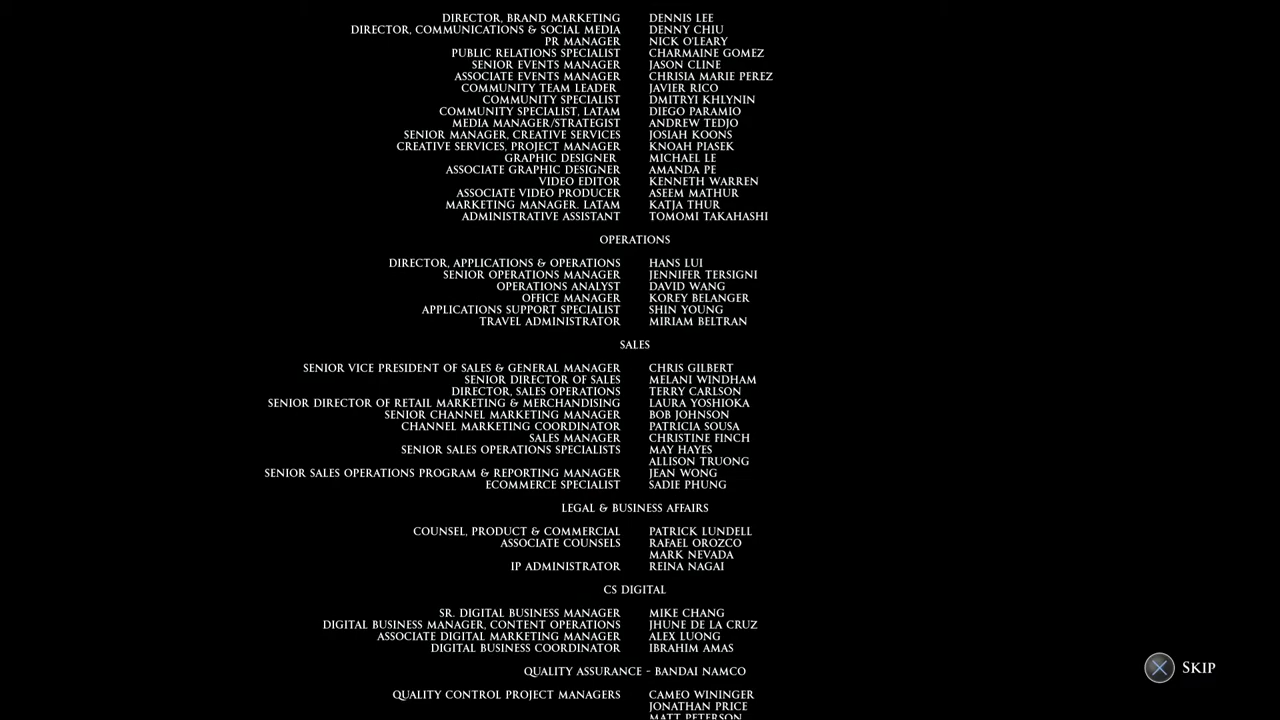 DIRECTOR, BRAND MARKETING DENNIS LEE
DIRECTOR, COMMUNICATIONS & SOCIAL MEDIA DENNY CHIU
PR MANAGER NICK O'LEARY
PUBLIC RELATIONS SPECIALIST CHARMAINE GOMEZ
SENIOR EVENTS MANAGER JASON CLINE
ASSOCIATE EVENTS MANAGER CHRISIA MARIE PEREZ
COMMUNITY TEAM LEADER JAVIER RICO
COMMUNITY SPECIALIST DMITRYI KHLYNIN
COMMUNITY SPECIALIST, LATAM DIEGO PARAMIO
MEDIA MANAGER/STRATEGIST ANDREW TEDJO
SENIOR MANAGER, CREATIVE SERVICES JOSIAH KOONS
CREATIVE SERVICES, PROJECT MANAGER KNOAH PIASEK
GRAPHIC DESIGNER MICHAEL LE
ASSOCIATE GRAPHIC DESIGNER AMANDA PE
VIDEO EDITOR KENNETH WARREN
ASSOCIATE VIDEO PRODUCER ASEEM MATHUR
MARKETING MANAGER. LATAM KATJA THUR
ADMINISTRATIVE ASSISTANT TOMOMI TAKAHASHI
OPERATIONS
DIRECTOR, APPLICATIONS & OPERATIONS HANS LUI
SENIOR OPERATIONS MANAGER JENNIFER TERSIGNI
OPERATIONS ANALYST DAVID WANG
OFFICE MANAGER KOREY BELANGER
APPLICATIONS SUPPORT SPECIALIST SHIN YOUNG
TRAVEL ADMINISTRATOR MIRIAM BELTRAN
SALES
SENIOR VICE PRESIDENT OF SALES & GENERAL MANAGER CHRIS GILBERT
SENIOR DIRECTOR OF SALES MELANI WINDHAM
DIRECTOR, SALES OPERATIONS TERRY CARLSON
SENIOR DIRECTOR OF RETAIL MARKETING & MERCHANDISING LAURA YOSHIOKA
SENIOR CHANNEL MARKETING MANAGER BOB JOHNSON
CHANNEL MARKETING COORDINATOR PATRICIA SOUSA
SALES MANAGER CHRISTINE FINCH
SENIOR SALES OPERATIONS SPECIALISTS MAY HAYES
ALLISON TRUONG
SENIOR SALES OPERATIONS PROGRAM & REPORTING MANAGER JEAN WONG
ECOMMERCE SPECIALIST SADIE PHUNG
LEGAL & BUSINESS AFFAIRS
COUNSEL, PRODUCT & COMMERCIAL PATRICK LUNDELL
ASSOCIATE COUNSELS RAFAEL OROZCO
MARK NEVADA
IP ADMINISTRATOR REINA NAGAI
CS DIGITAL
SR. DIGITAL BUSINESS MANAGER MIKE CHANG
DIGITAL BUSINESS MANAGER, CONTENT OPERATIONS JHUNE DE LA CRUZ
ASSOCIATE DIGITAL MARKETING MANAGER ALEX LUONG
DIGITAL BUSINESS COORDINATOR IBRAHIM AMAS
SKIP
QUALITY ASSURANCE - BANDAI NAMCO
QUALITY CONTROL PROJECT MANAGERS CAMEO WININGER
JONATHAN PRICE
MATT PETERSON